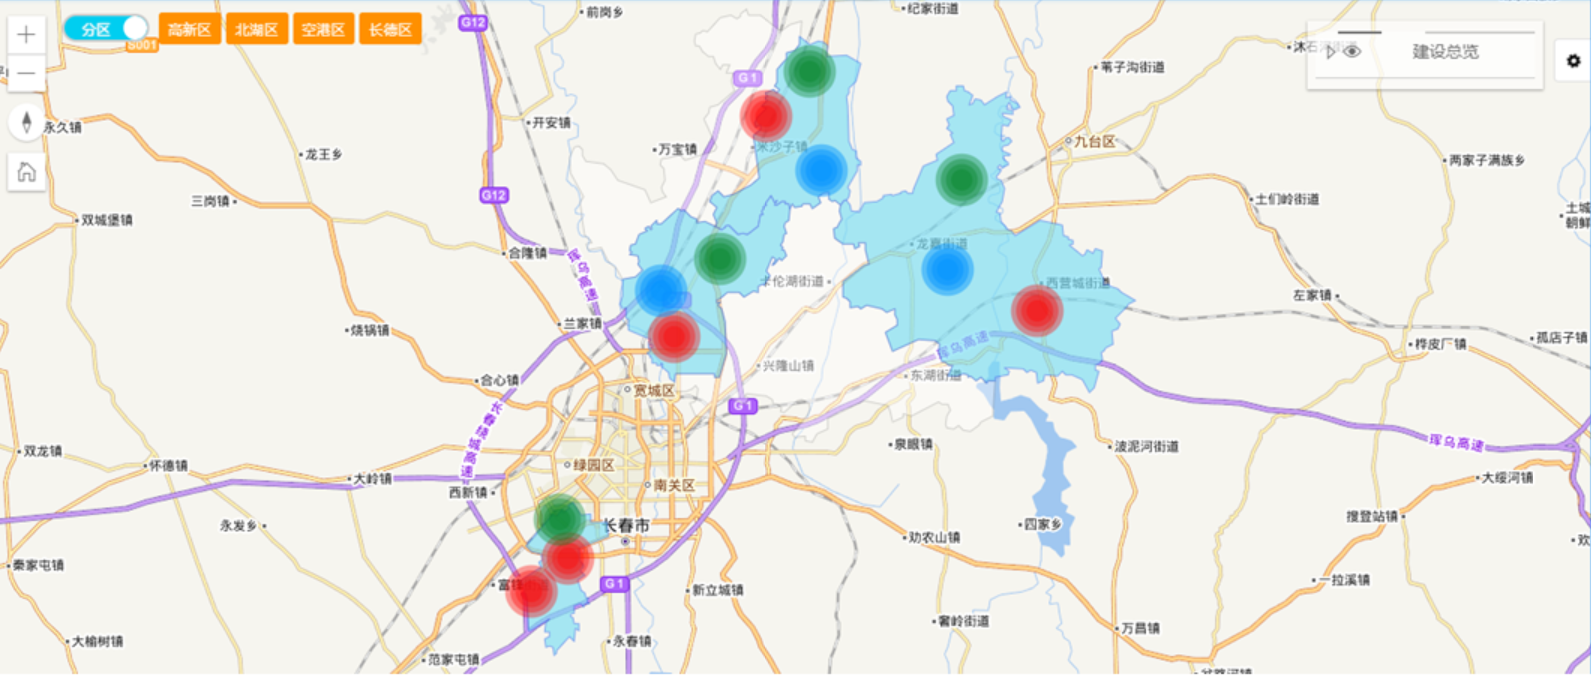 分区
高新区
北湖区
空港区
长德区
S001
G12
前岗乡
纪家街道
建设总览
苇子沟街道
G1
永久镇
开安镇
龙王乡
万宝镇
米沙子镇
九台区
两家子满族乡
三岗镇
G12
双城堡镇
土们岭街道
土城
朝鲜
合隆镇
珲乌高速
龙嘉街道
卡伦湖街道
西营城街道
左家镇
兰家镇
烧锅镇
珲乌高速
孤店子镇
桦皮厂镇
兴隆山镇
东湖街道
合心镇
宽城区
G1
长春绕城高速
泉眼镇
波泥河街道
珲乌高速
双龙镇
怀德镇
大岭镇
绿园区
南关区
西新镇
大绥河镇
永发乡
长春市
四家乡
搜登站镇
欢
劝农山镇
秦家屯镇
富锋
G1
新立城镇
一拉溪镇
奢岭街道
万昌镇
大榆树镇
永春镇
范家屯镇